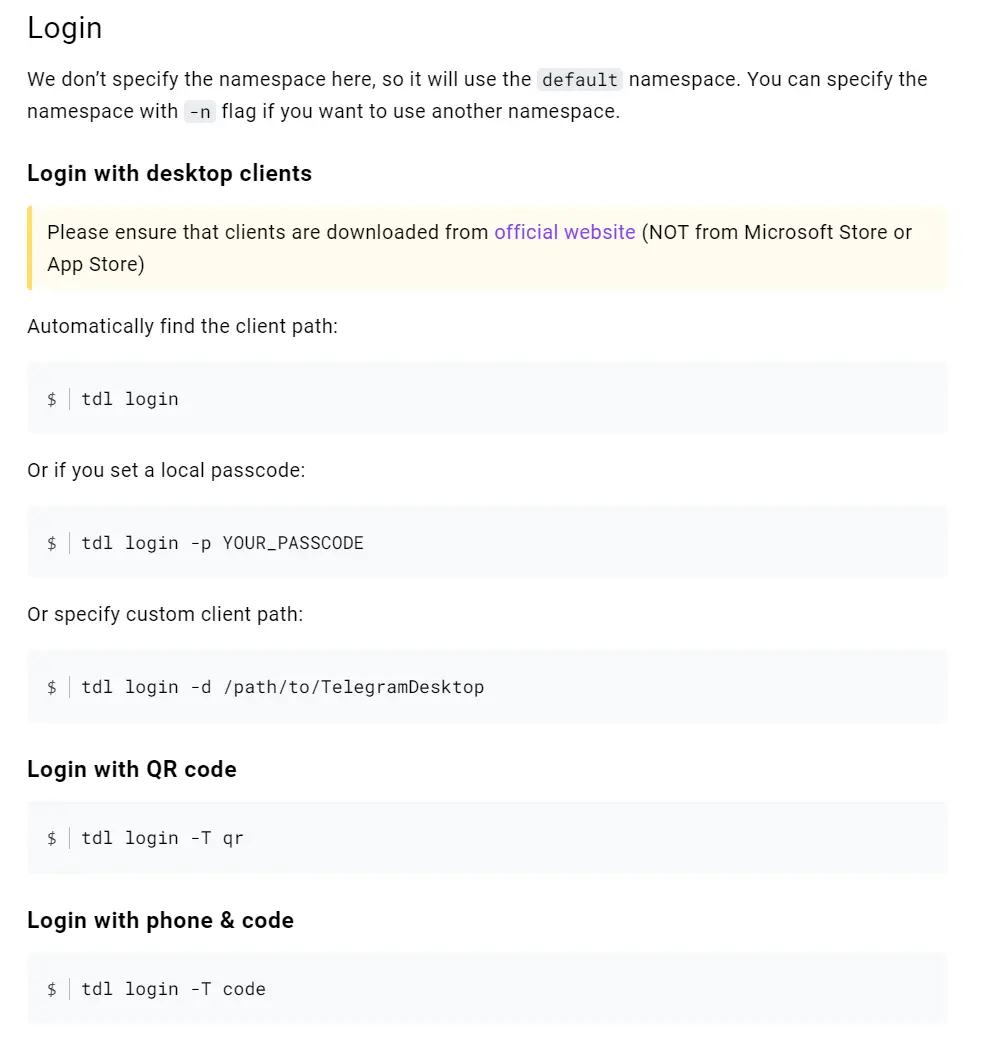 Login
We don’t specify the namespace here, so it will use the default namespace. You can specify the
namespace with -n flag if you want to use another namespace.
Login with desktop clients
Please ensure that clients are downloaded from official website (NOT from Microsoft Store or
App Store)
Automatically find the client path:
$ tdl login
Or if you set a local passcode:
$ tdl login -p YOUR_PASSCODE
Or specify custom client path:
$ tdl login -d /path/to/TelegramDesktop
Login with QR code
$ tdl login -T qr
Login with phone & code
$ tdl login -T code